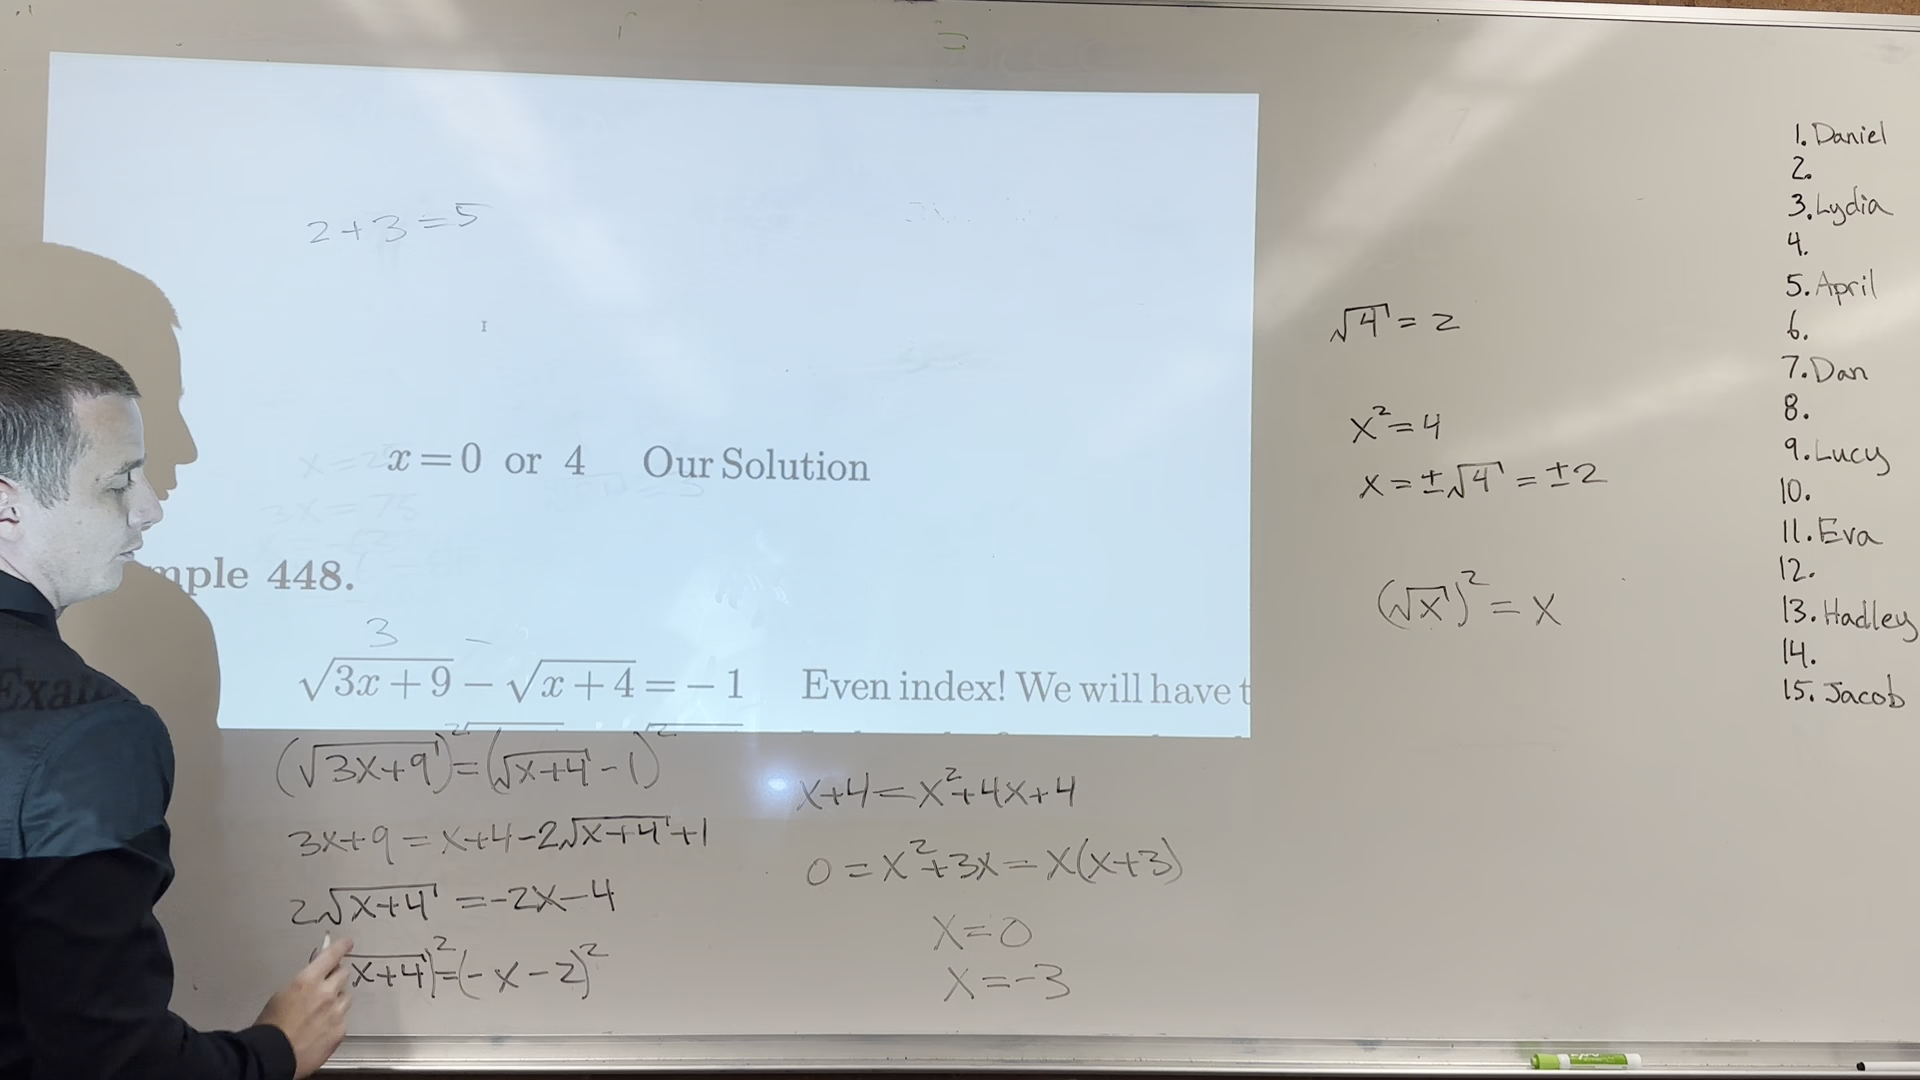 2+3=5
x=0 or 4 Our Solution
mple 448.
3 -
√3x+9 - √x+4 = -1 Even index! We will have t
(√3x+9)²=(√x+4-1)²
3x+9=x+4-2√x+4+1
2√x+4=-2x-4
x+4)²=(-x-2)²
x+4=x²+4x+4
0=x²+3x=x(x+3)
x=0
x=-3
√4=2
x²=4
x=±√4=±2
(√x)²=x
1. Daniel
2.
3. Lydia
4.
5. April
6.
7. Dan
8.
9. Lucy
10.
11. Eva
12.
13. Hadley
14.
15. Jacob